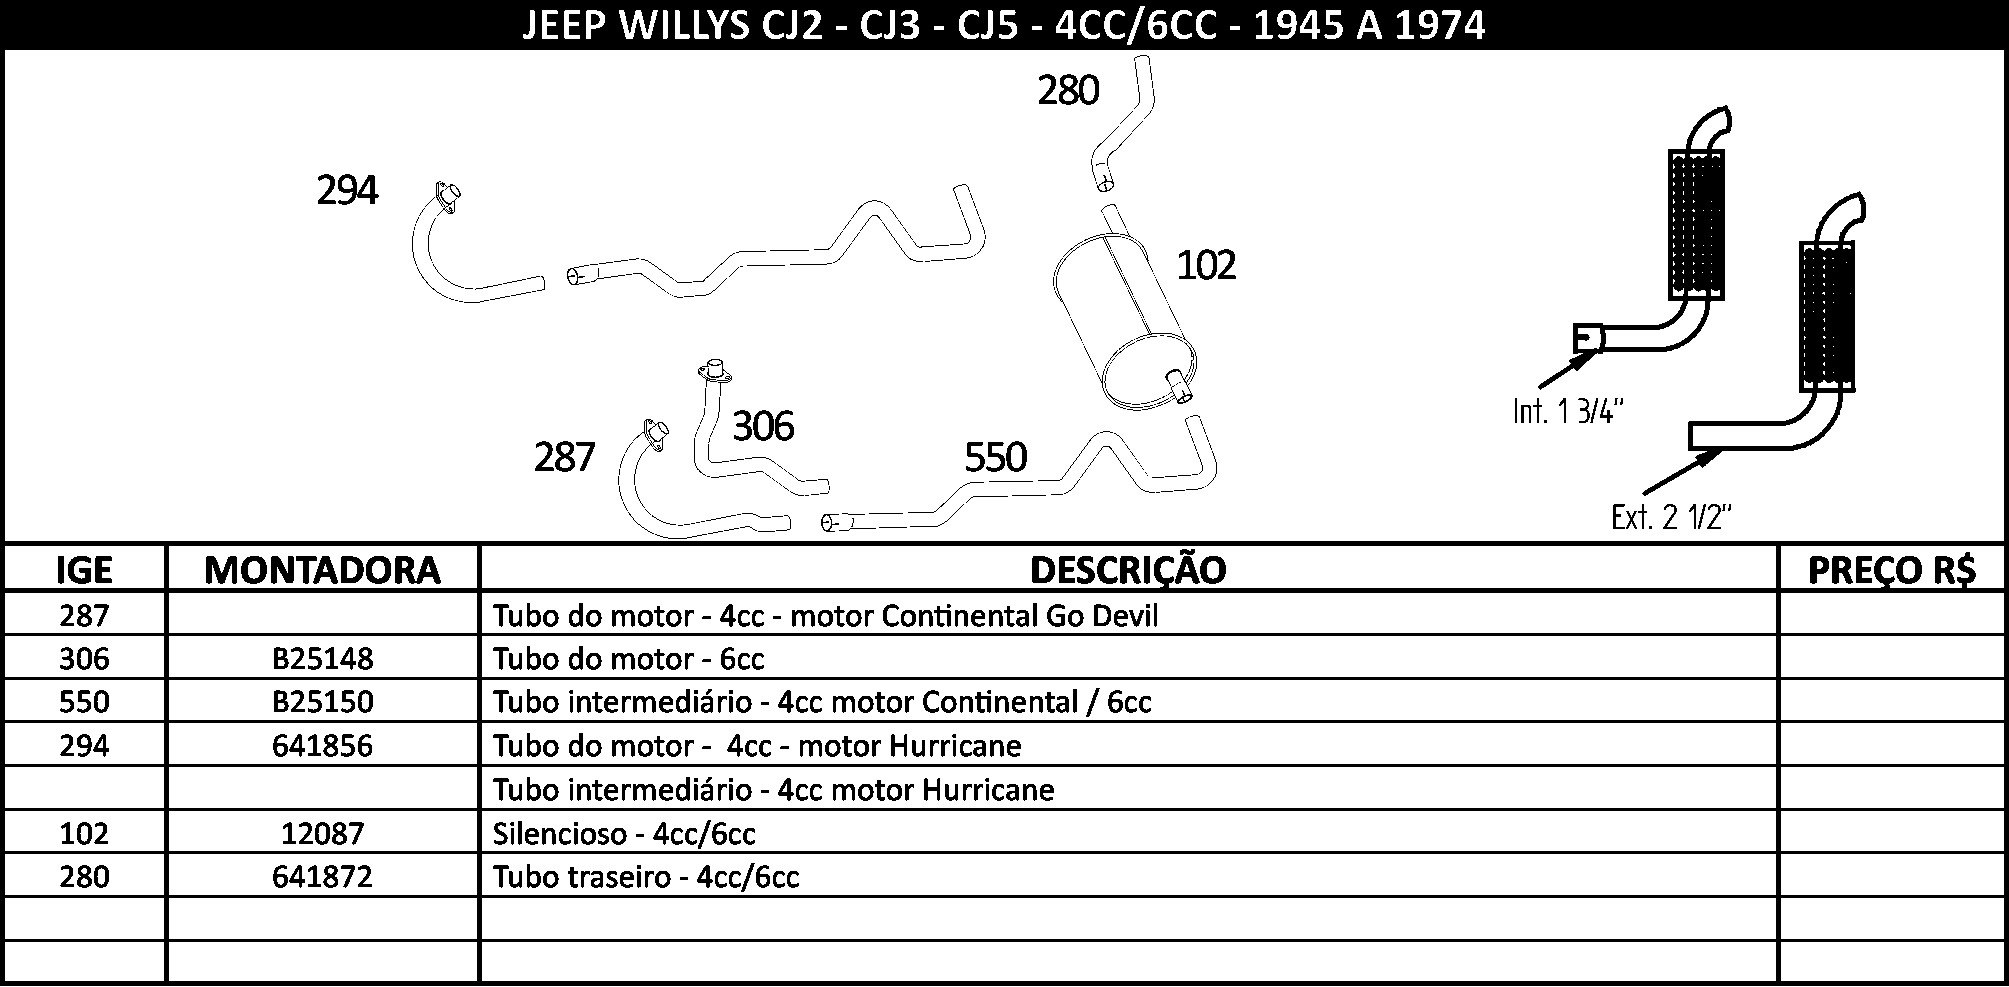 JEEP WILLYS CJ2 - CJ3 - CJ5 - 4CC/6CC - 1945 A 1974
280
294
102
306
287
550
Int. 1 3/4"
Ext. 2 1/2"
IGE MONTADORA DESCRIÇÃO PREÇO R$
287 Tubo do motor - 4cc - motor Continental Go Devil
306 B25148 Tubo do motor - 6cc
550 B25150 Tubo intermediário - 4cc motor Continental / 6cc
294 641856 Tubo do motor - 4cc - motor Hurricane
Tubo intermediário - 4cc motor Hurricane
102 12087 Silencioso - 4cc/6cc
280 641872 Tubo traseiro - 4cc/6cc